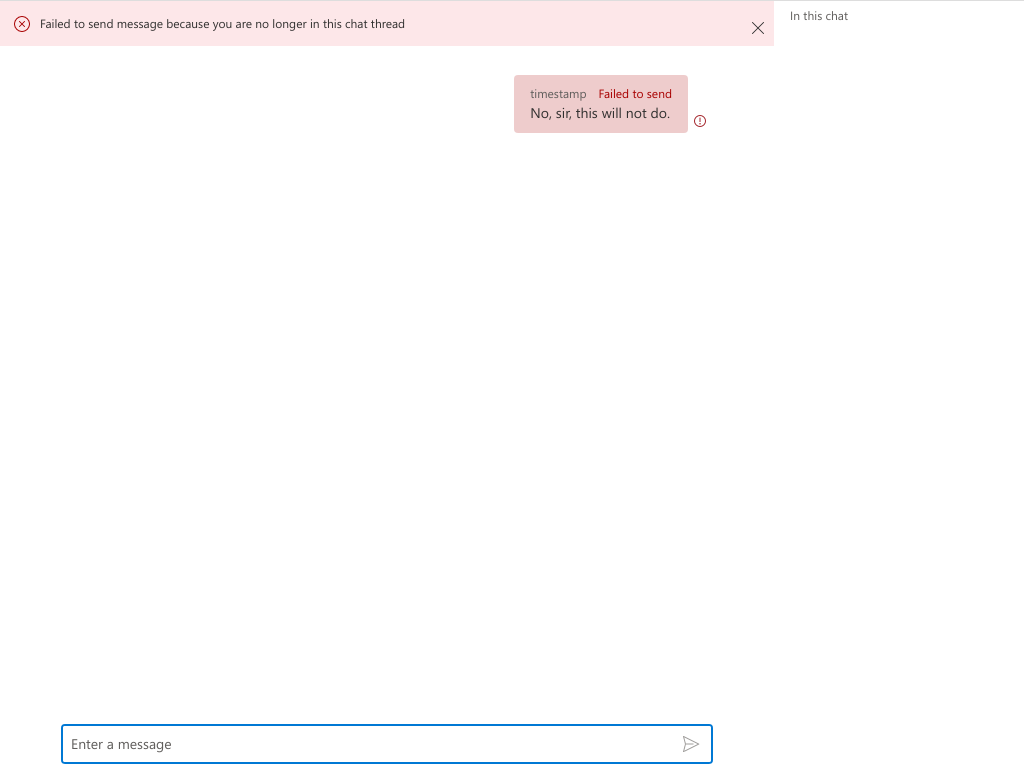 Failed to send message because you are no longer in this chat thread
In this chat
timestamp Failed to send
No, sir, this will not do.
Enter a message